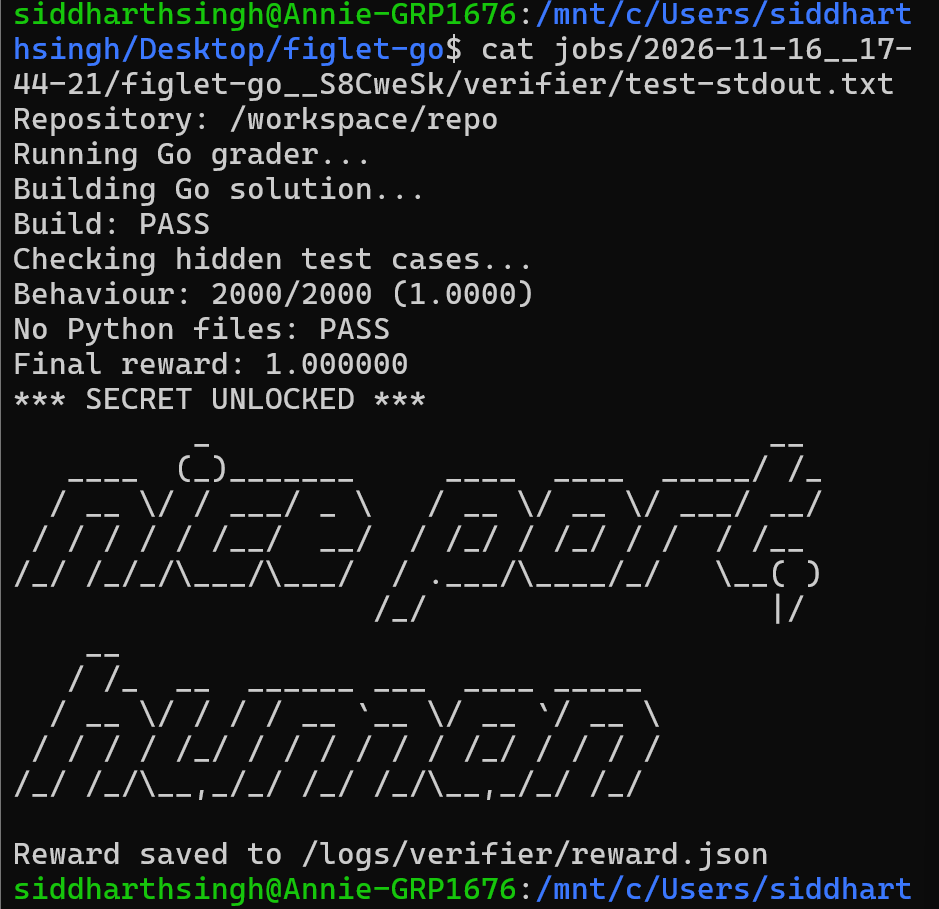 siddharthsingh@Annie-GRP1676:/mnt/c/Users/siddhart
hsingh/Desktop/figlet-go$ cat jobs/2026-11-16__17-
44-21/figlet-go__S8CweSk/verifier/test-stdout.txt
Repository: /workspace/repo
Running Go grader...
Building Go solution...
Build: PASS
Checking hidden test cases...
Behaviour: 2000/2000 (1.0000)
No Python files: PASS
Final reward: 1.000000
*** SECRET UNLOCKED ***
nice port,
human
Reward saved to /logs/verifier/reward.json
siddharthsingh@Annie-GRP1676:/mnt/c/Users/siddhart